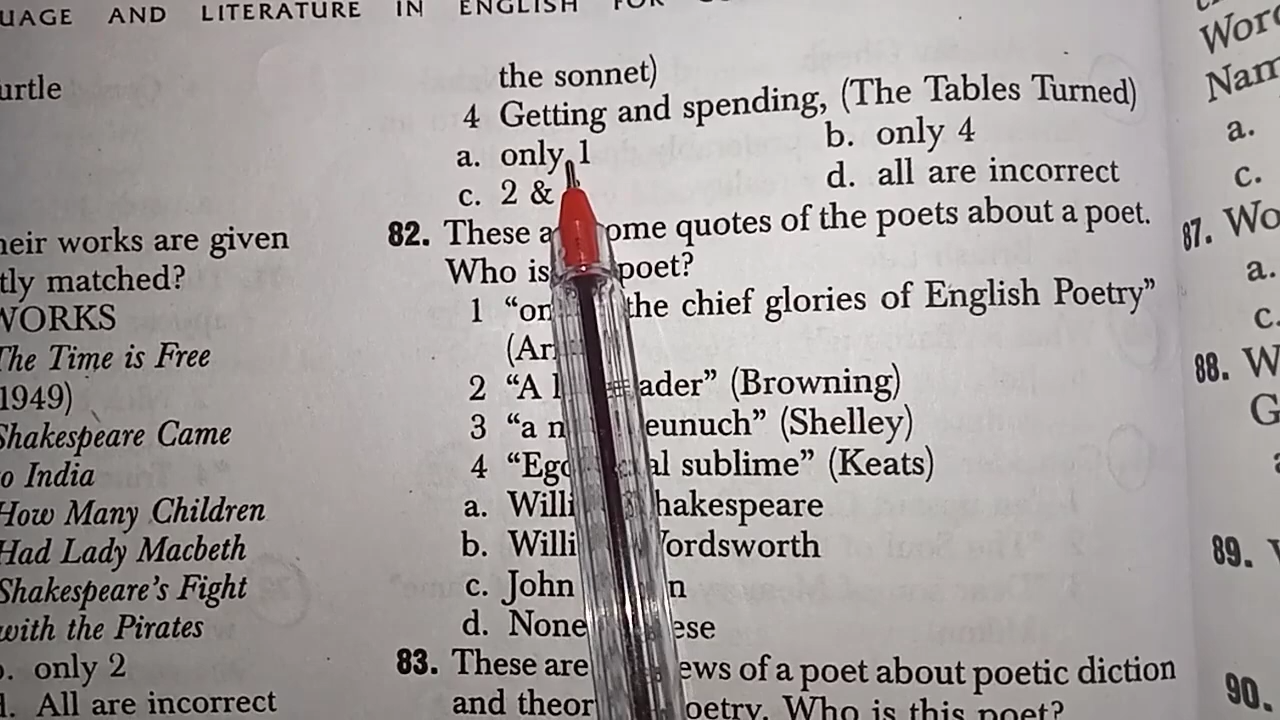 UAGE AND LITERATURE IN ENGLISH FOR
urtle
heir works are given
tly matched?
WORKS
The Time is Free
1949)
Shakespeare Came
o India
How Many Children
Had Lady Macbeth
Shakespeare's Fight
with the Pirates
. only 2
l. All are incorrect
the sonnet)
4 Getting and spending, (The Tables Turned)
a. only 1
b. only 4
c. 2 &
d. all are incorrect
82. These a ome quotes of the poets about a poet.
Who is poet?
1 "on the chief glories of English Poetry"
(Arn
2 "A l ader" (Browning)
3 "a n eunuch" (Shelley)
4 "Ego al sublime" (Keats)
a. Willi hakespeare
b. Willi Wordsworth
c. John n
d. None ese
83. These are ews of a poet about poetic diction
and theor oetry. Who is this poet?
Word
Nam
a.
c.
87. Wo
a.
c.
88. W
G
89.
90.